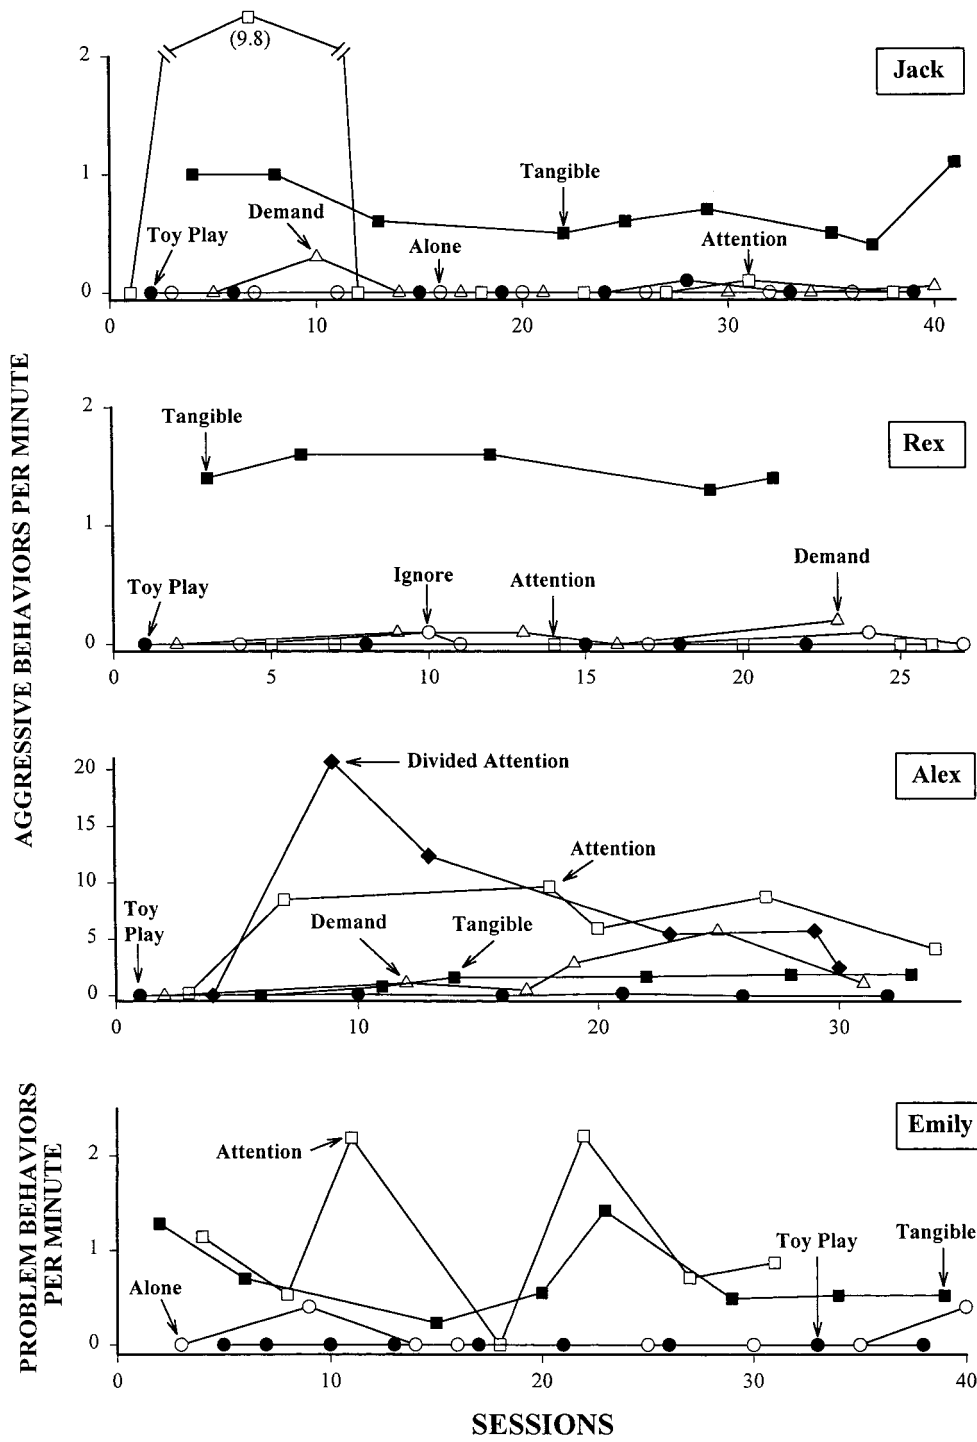 (9.8)
2
Jack
Tangible
1
Demand
Toy Play
Alone
Attention
0
0
10
20
30
40
AGGRESSIVE BEHAVIORS PER MINUTE
2
Tangible
Rex
1
Demand
Ignore
Toy Play
Attention
0
0
5
10
15
20
25
20
Divided Attention
Alex
15
Attention
10
Toy
Play
Demand
Tangible
5
0
0
10
20
30
PROBLEM BEHAVIORS
PER MINUTE
Emily
Attention
2
Tangible
Toy Play
1
Alone
0
0
10
20
30
40
SESSIONS